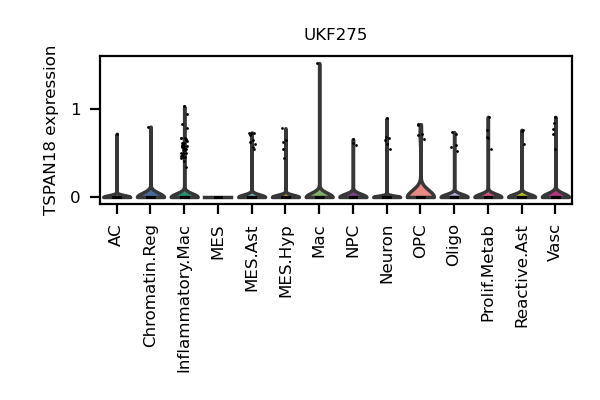 UKF275
TSPAN18 expression
1
0
AC
Chromatin.Reg
Inflammatory.Mac
MES
MES.Ast
MES.Hyp
Mac
NPC
Neuron
OPC
Oligo
Prolif.Metab
Reactive.Ast
Vasc